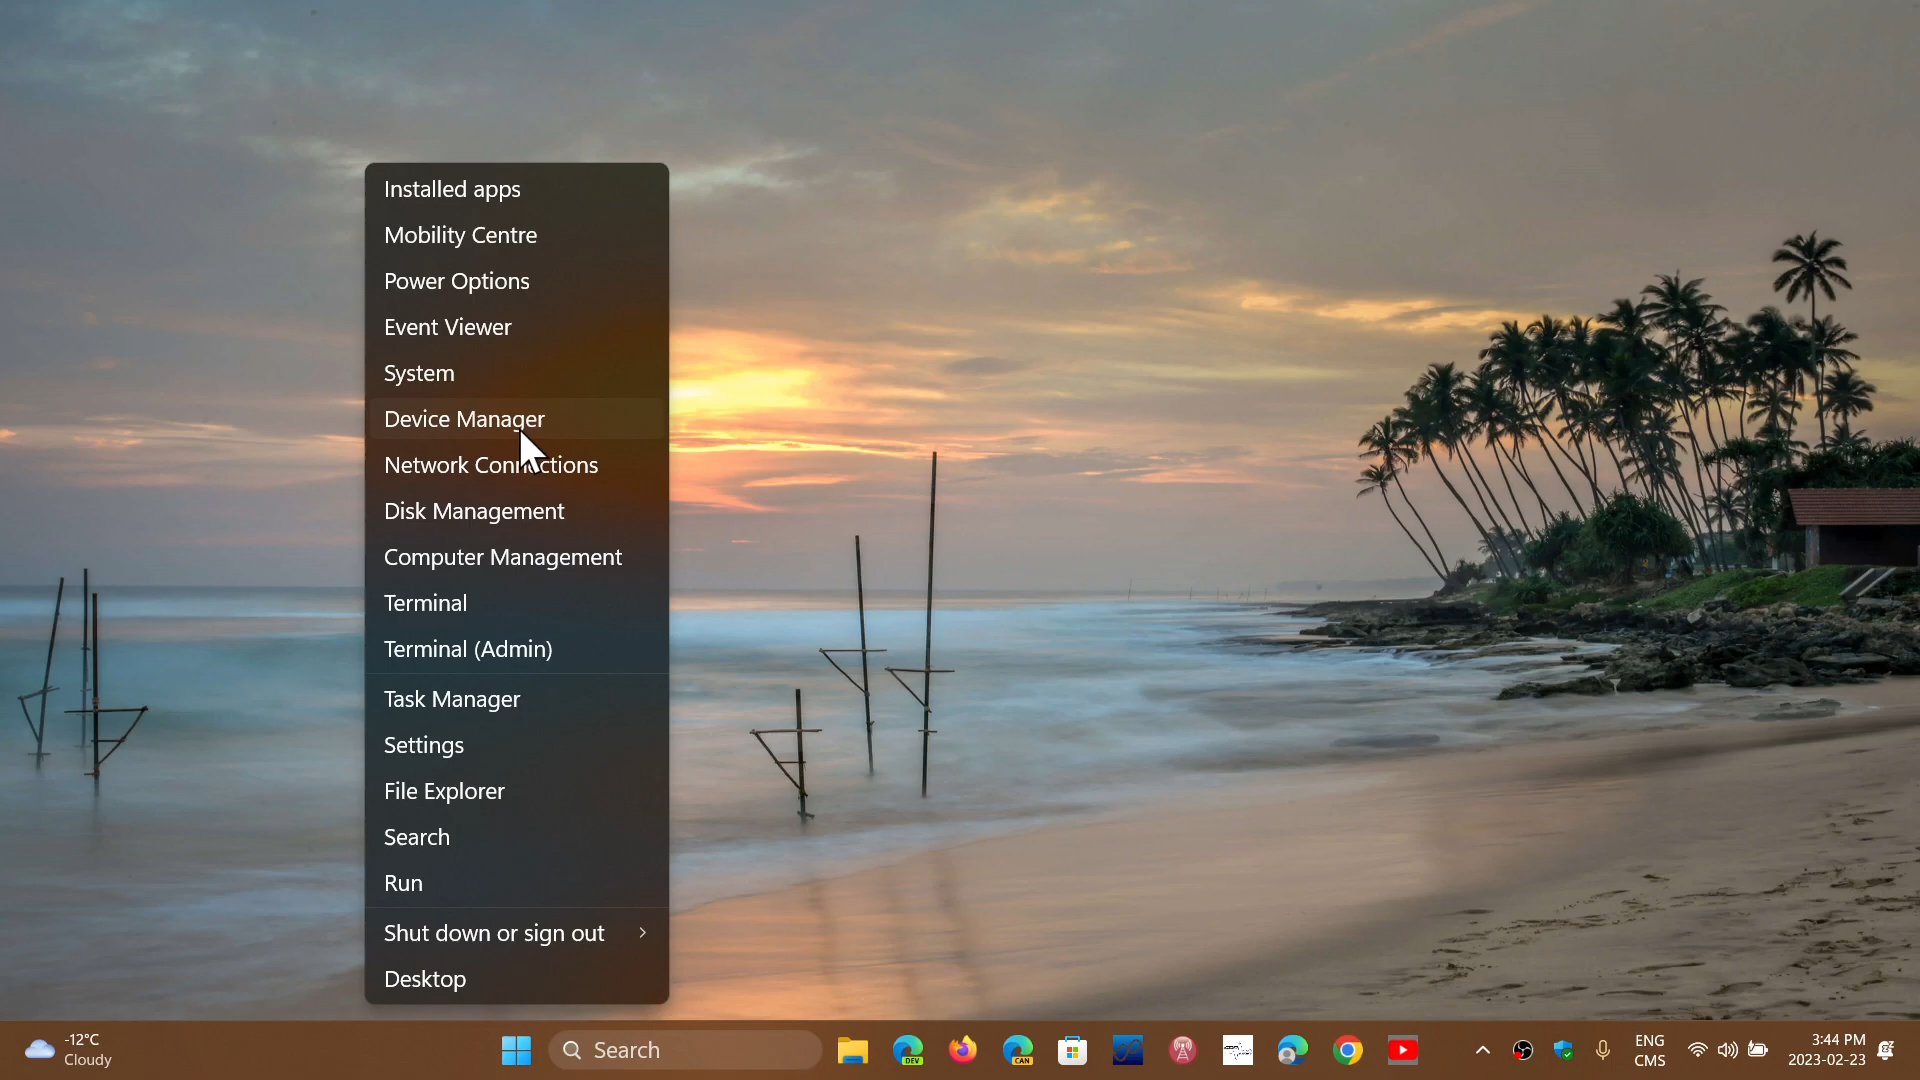 Installed apps
Mobility Centre
Power Options
Event Viewer
System
Device Manager
Network Connections
Disk Management
Computer Management
Terminal
Terminal (Admin)
Task Manager
Settings
File Explorer
Search
Run
Shut down or sign out
Desktop
-12°C
Cloudy
Search
DEV
CAN
ENG
CMS
3:44 PM
2023-02-23